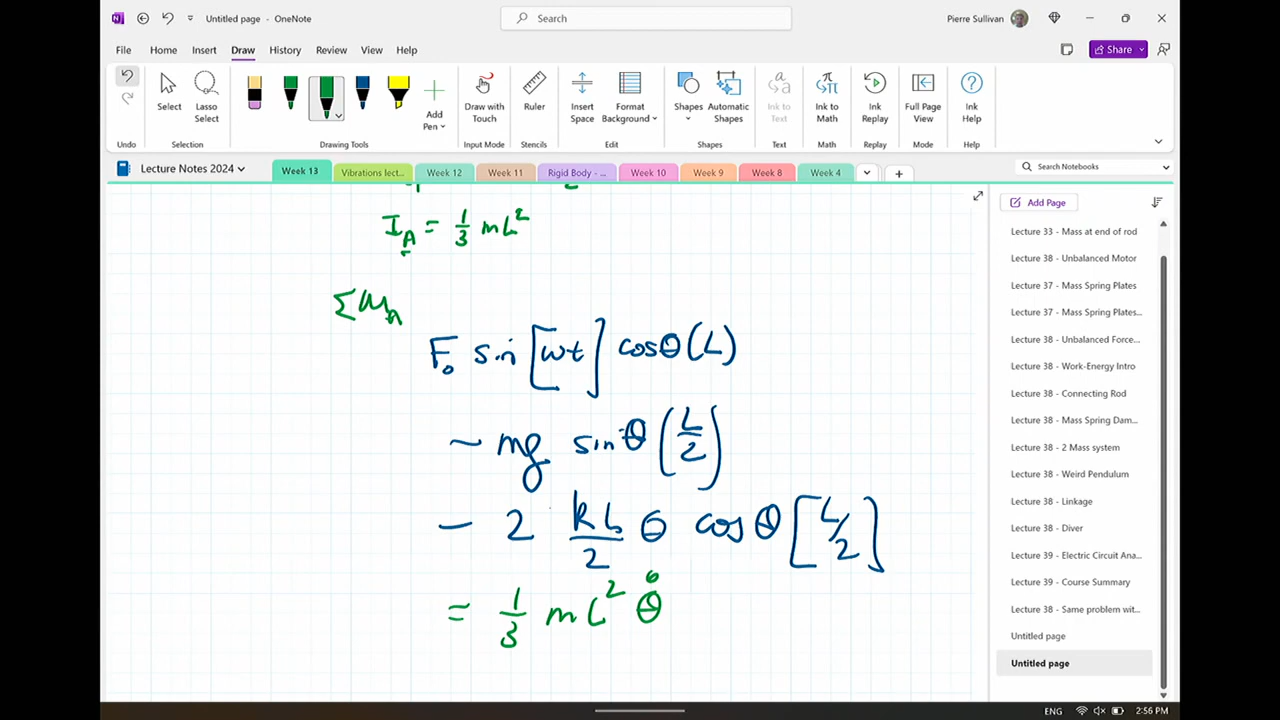 Untitled page - OneNote
Search
Pierre Sullivan
File Home Insert Draw History Review View Help
Share
Undo
Select
Lasso Select
Selection
Add Pen
Drawing Tools
Draw with Touch
Input Mode
Ruler
Stencils
Insert Space
Format Background
Edit
Shapes
Automatic Shapes
Shapes
Ink to Text
Text
Ink to Math
Math
Ink Replay
Replay
Full Page View
Mode
Ink Help
Help
Lecture Notes 2024
Week 13 Vibrations lect... Week 12 Week 11 Rigid Body - ... Week 10 Week 9 Week 8 Week 4
Search Notebooks
Add Page
Lecture 33 - Mass at end of rod
Lecture 38 - Unbalanced Motor
Lecture 37 - Mass Spring Plates
Lecture 37 - Mass Spring Plates...
Lecture 38 - Unbalanced Force...
Lecture 38 - Work-Energy Intro
Lecture 38 - Connecting Rod
Lecture 38 - Mass Spring Dam...
Lecture 38 - 2 Mass system
Lecture 38 - Weird Pendulum
Lecture 38 - Linkage
Lecture 38 - Diver
Lecture 39 - Electric Circuit Ana...
Lecture 39 - Course Summary
Lecture 38 - Same problem wit...
Untitled page
Untitled page
I_A = 1/3 mL²
ΣM_A
F₀ sin[ωt] cosθ(L)
- mg sinθ(L/2)
- 2 kL/2 θ cosθ[L/2]
= 1/3 mL² θ̇
ENG 2:56 PM